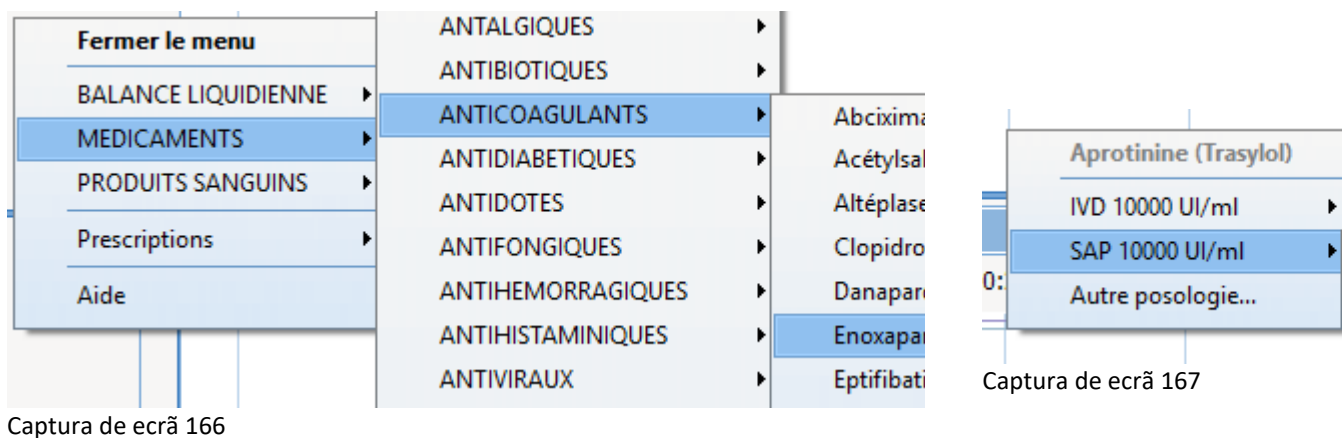 Fermer le menu
BALANCE LIQUIDIENNE
MEDICAMENTS
PRODUITS SANGUINS
Prescriptions
Aide
ANTALGIQUES
ANTIBIOTIQUES
ANTICOAGULANTS
ANTIDIABETIQUES
ANTIDOTES
ANTIFONGIQUES
ANTIHEMORRAGIQUES
ANTIHISTAMINIQUES
ANTIVIRAUX
Abcixima
Acétylsal
Altéplase
Clopidro
Danapar
Enoxapar
Eptifibati
Captura de ecrã 166
Aprotinine (Trasylol)
IVD 10000 UI/ml
SAP 10000 UI/ml
Autre posologie...
0:
Captura de ecrã 167